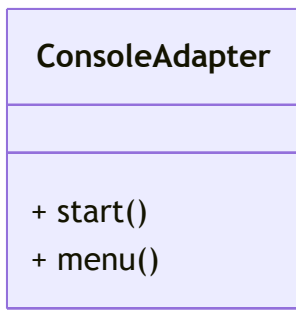 ConsoleAdapter
+ start()
+ menu()